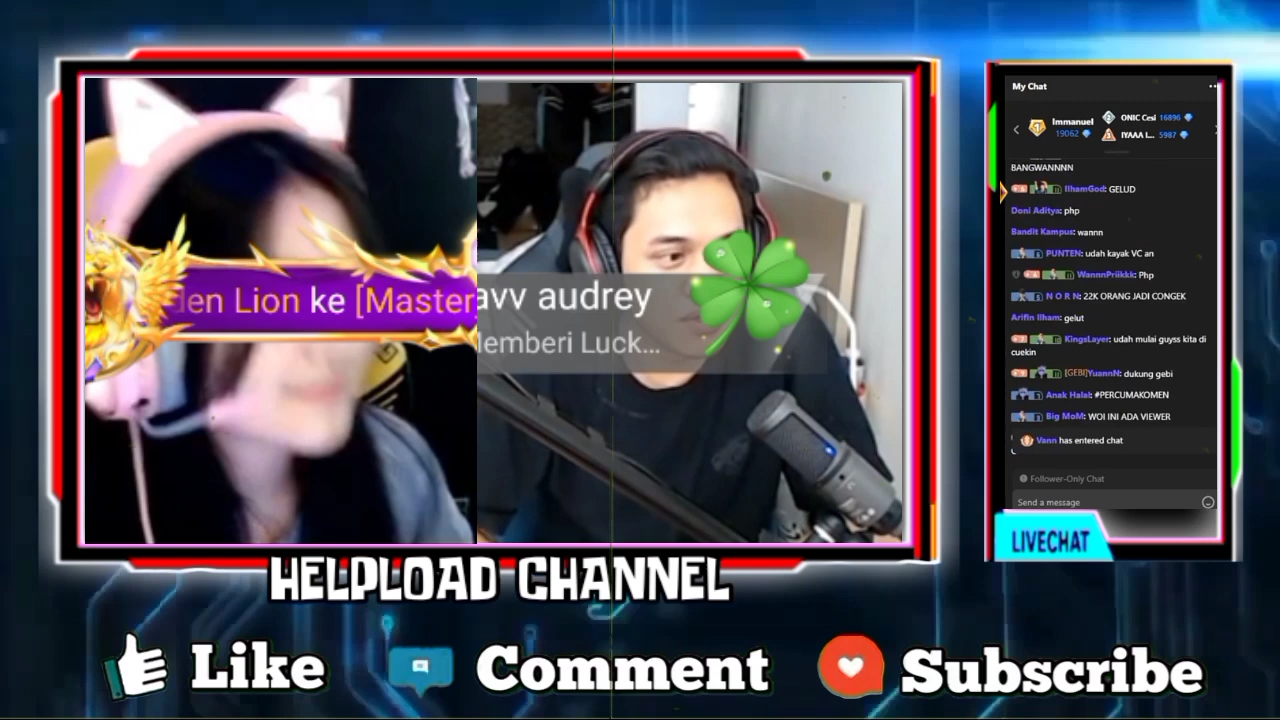 den Lion ke [Master
avv audrey
emberi Luck...
My Chat
Immanuel
19062
ONIC Cesl 16896
IYAAA I... 5987
BANGWANNNN
IlhamGod: GELUD
Doni Aditya: php
Bandit Kampus: wannn
PUNTEN: udah kayak VC an
WannnPriikkk: Php
N O R N: 22K ORANG JADI CONGEK
Arifin Ilham: gelut
KingsLayer: udah mulai guyss kita di
cuekin
[GEBI]YuannN: dukung gebi
Anak Halal: #PERCUMAKOMEN
Big MoM: WOI INI ADA VIEWER
Vann has entered chat
Follower-Only Chat
Send a message
LIVECHAT
HELPLOAD CHANNEL
Like
Comment
Subscribe